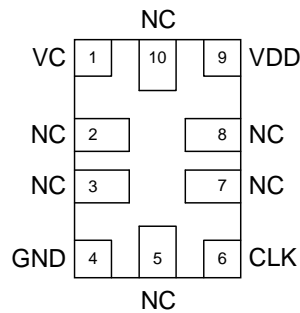 NC
VC 1 10 9 VDD
NC 2 8 NC
NC 3 7 NC
GND 4 5 6 CLK
NC